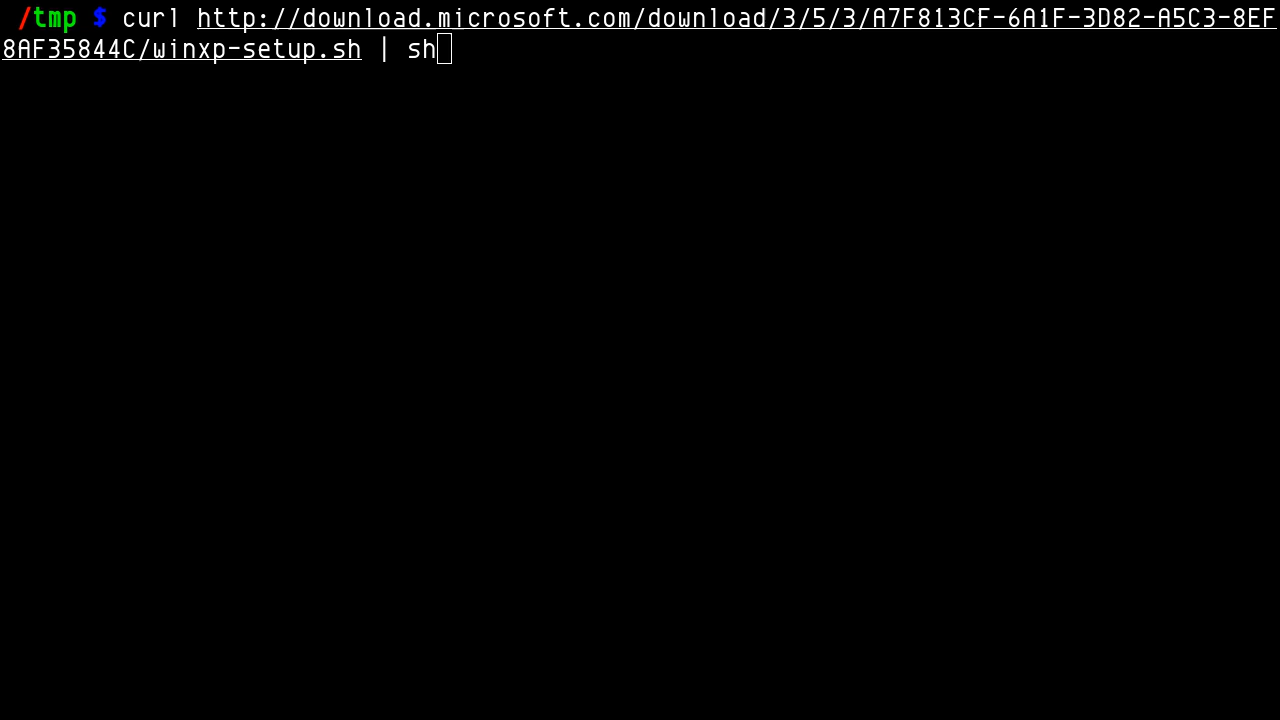 /tmp $ curl http://download.microsoft.com/download/3/5/3/A7F813CF-6A1F-3D82-A5C3-8EF
8AF35844C/winxp-setup.sh | sh